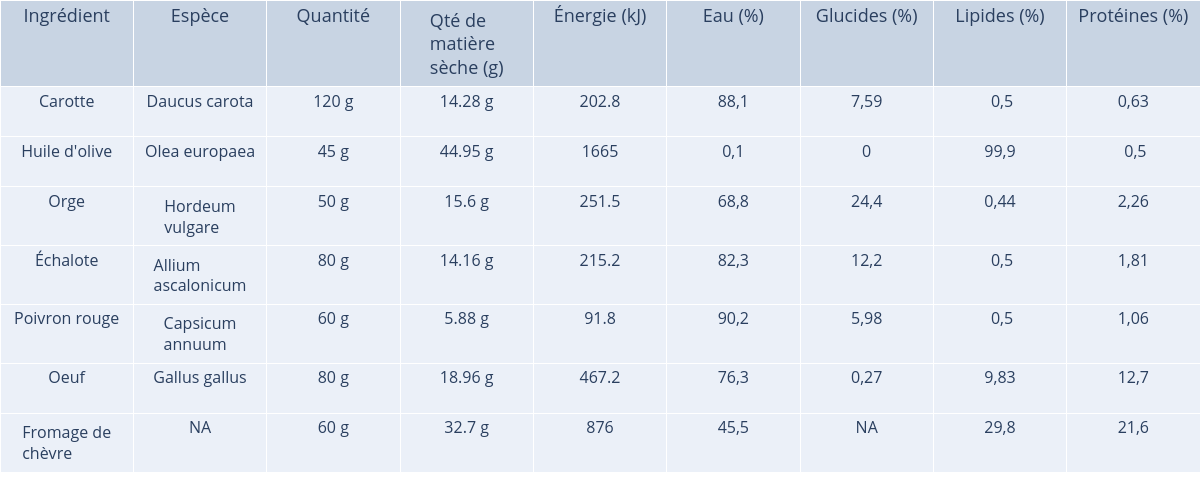 Ingrédient Espèce Quantité Qté de matière sèche (g) Énergie (kJ) Eau (%) Glucides (%) Lipides (%) Protéines (%)
Carotte Daucus carota 120 g 14.28 g 202.8 88,1 7,59 0,5 0,63
Huile d'olive Olea europaea 45 g 44.95 g 1665 0,1 0 99,9 0,5
Orge Hordeum vulgare 50 g 15.6 g 251.5 68,8 24,4 0,44 2,26
Échalote Allium ascalonicum 80 g 14.16 g 215.2 82,3 12,2 0,5 1,81
Poivron rouge Capsicum annuum 60 g 5.88 g 91.8 90,2 5,98 0,5 1,06
Oeuf Gallus gallus 80 g 18.96 g 467.2 76,3 0,27 9,83 12,7
Fromage de chèvre NA 60 g 32.7 g 876 45,5 NA 29,8 21,6